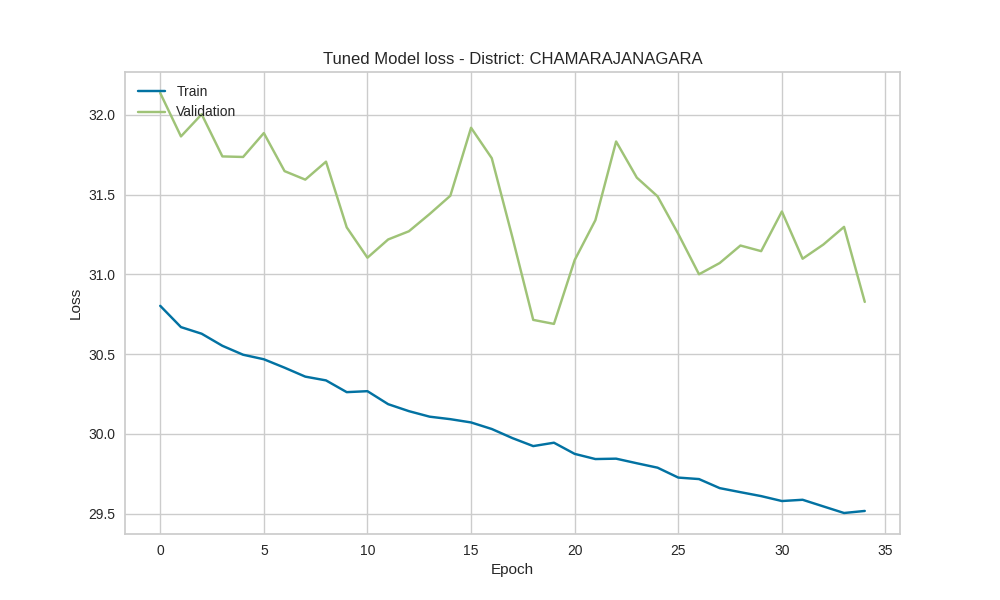 Tuned Model loss - District: CHAMARAJANAGARA
Train
Validation
32.0
31.5
31.0
30.5
30.0
29.5
Loss
0 5 10 15 20 25 30 35
Epoch